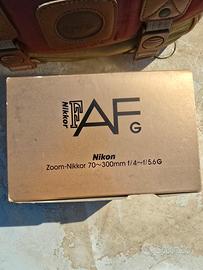 Nikkor AF G
Nikon
Zoom-Nikkor 70~300mm f/4~f/5.6G